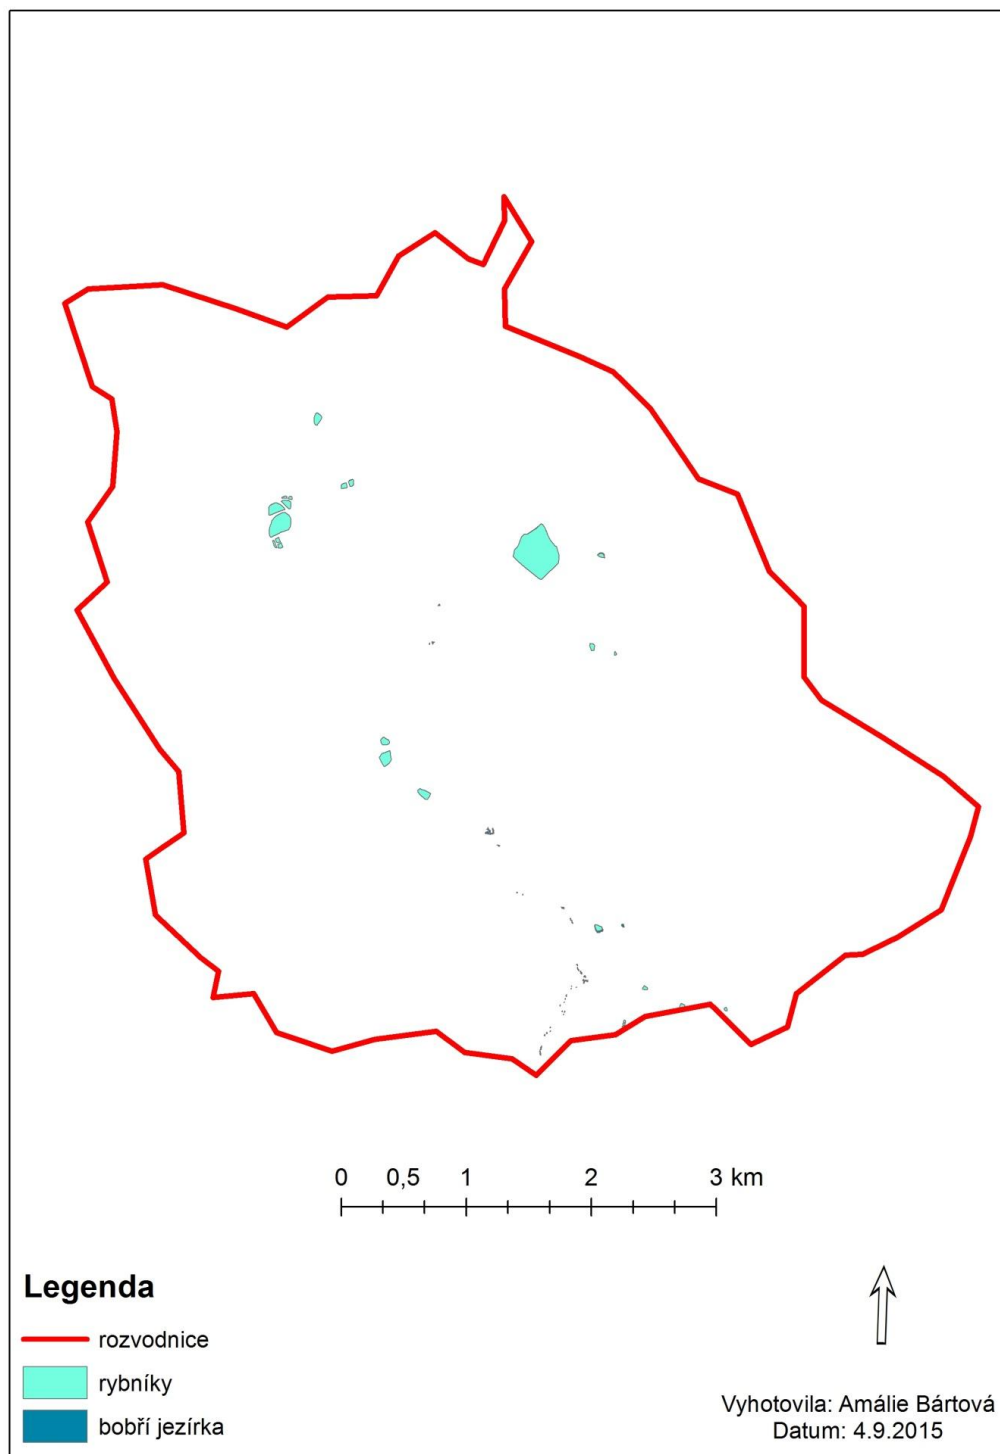 0 0,5 1 2 3 km
Legenda
rozvodnice
rybníky
bobří jezírka
Vyhotovila: Amálie Bártová
Datum: 4.9.2015